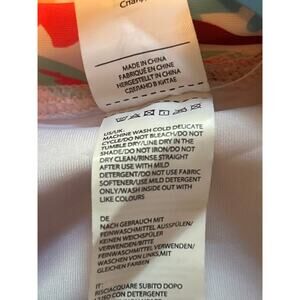 MADE IN CHINA
FABRIQUÉ EN CHINE
HERGESTELLT IN CHINA
СДЕЛАНО В КИТАЕ
US/UK:
MACHINE WASH COLD DELICATE
CYCLE/DO NOT BLEACH/DO NOT
TUMBLE DRY/LINE DRY IN THE
SHADE/DO NOT IRON/DO NOT
DRY CLEAN/RINSE STRAIGHT
AFTER USE WITH MILD
DETERGENT/DO NOT USE FABRIC
SOFTENER/USE MILD DETERGENT
ONLY/WASH INSIDE OUT WITH
LIKE COLOURS
DE:
NACH GEBRAUCH MIT
FEINWASCHMITTEL AUSSPÜLEN/
KEINEN WEICHSPÜLER
VERWENDEN/BITTE
FEINWASCHMITTEL VERWENDEN/
WASCHEN VON LINKS,MIT
GLEICHEN FARBEN
IT:
RISCIACQUARE SUBITO DOPO
CON DETERGENTE